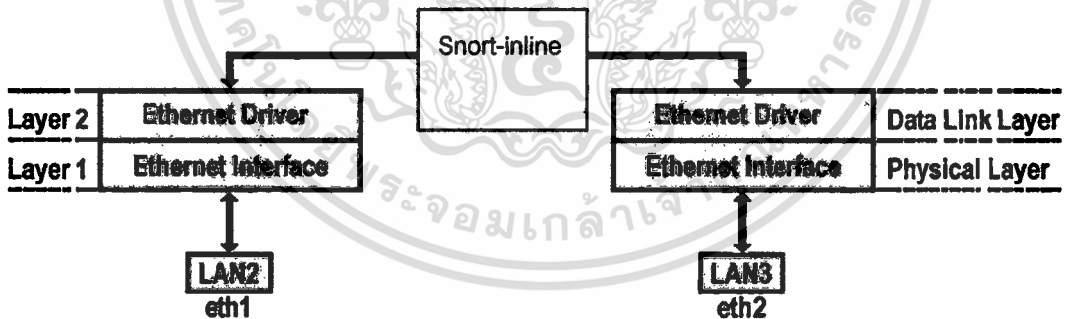 Snort-inline
Layer 2 Ethernet Driver Ethernet Driver Data Link Layer
Layer 1 Ethernet Interface Ethernet Interface Physical Layer
LAN2 LAN3
eth1 eth2